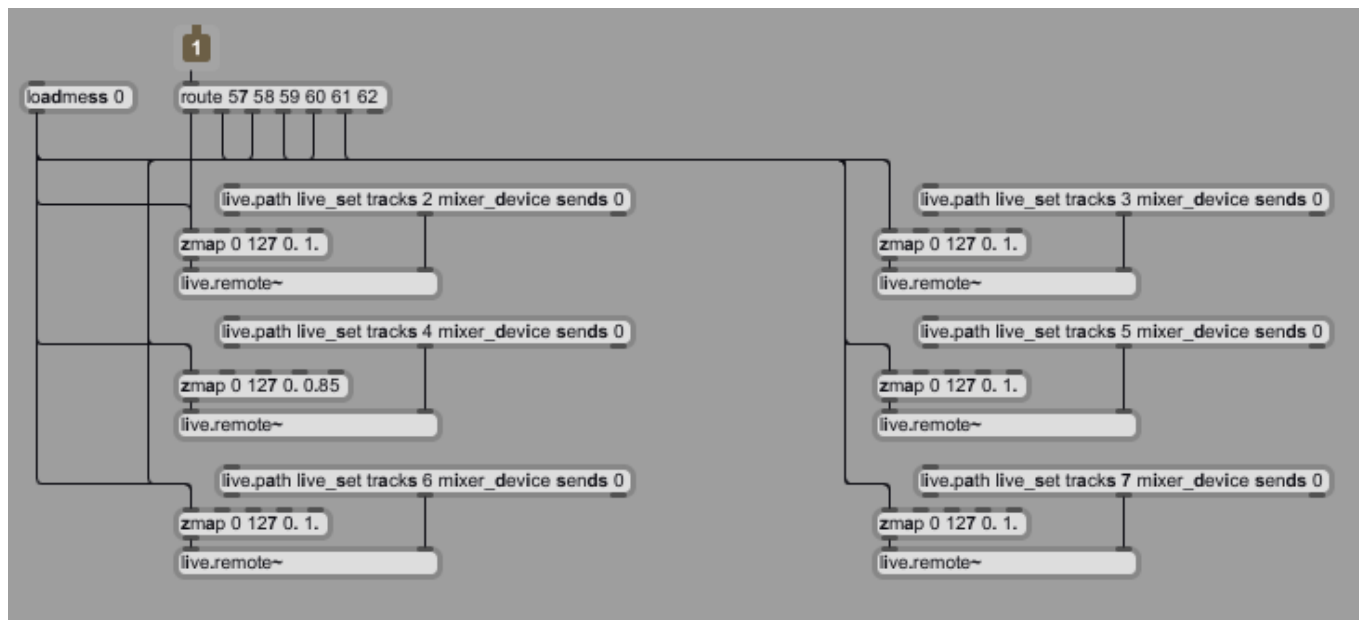 1
loadmess 0
route 57 58 59 60 61 62
live.path live_set tracks 2 mixer_device sends 0
zmap 0 127 0. 1.
live.remote~
live.path live_set tracks 3 mixer_device sends 0
zmap 0 127 0. 1.
live.remote~
live.path live_set tracks 4 mixer_device sends 0
zmap 0 127 0. 0.85
live.remote~
live.path live_set tracks 5 mixer_device sends 0
zmap 0 127 0. 1.
live.remote~
live.path live_set tracks 6 mixer_device sends 0
zmap 0 127 0. 1.
live.remote~
live.path live_set tracks 7 mixer_device sends 0
zmap 0 127 0. 1.
live.remote~